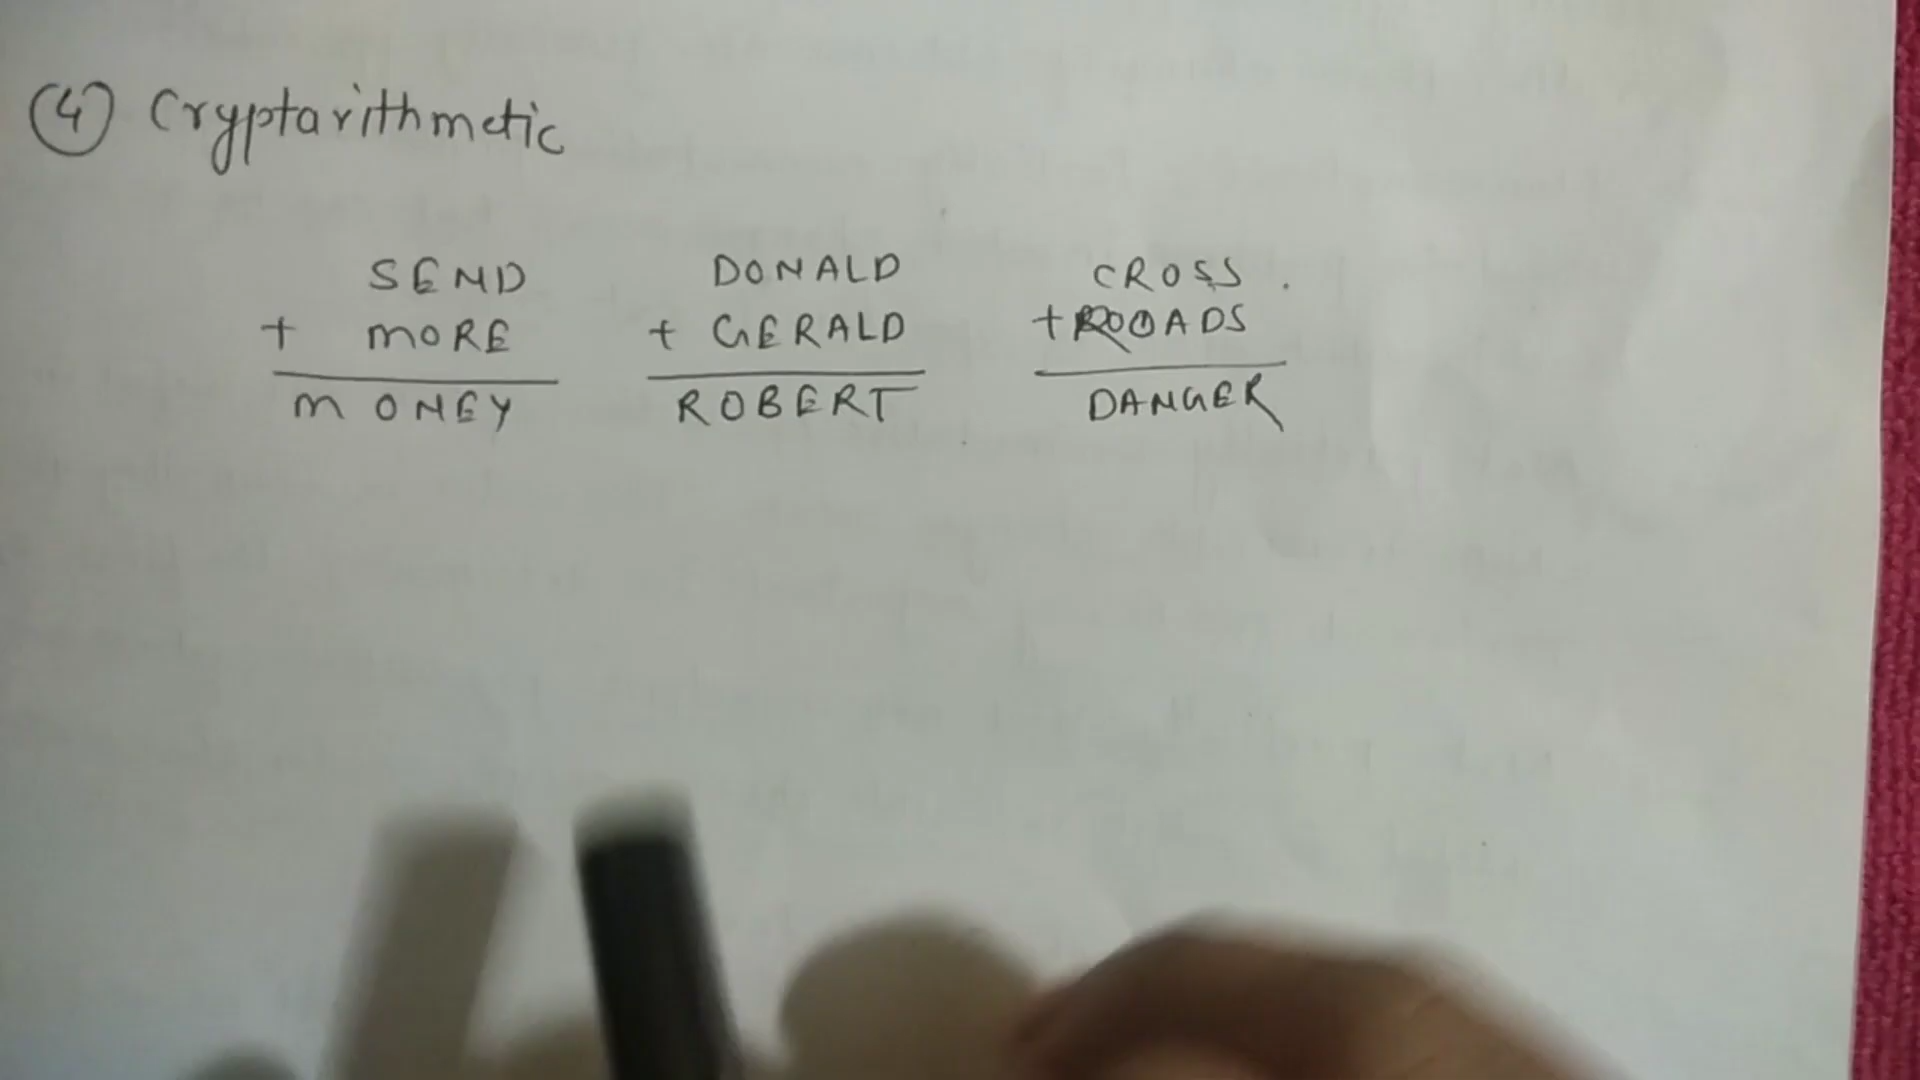 ④ Cryptarithmetic
SEND
+ MORE
MONEY
DONALD
+ GERALD
ROBERT
CROSS
+ROADS
DANGER